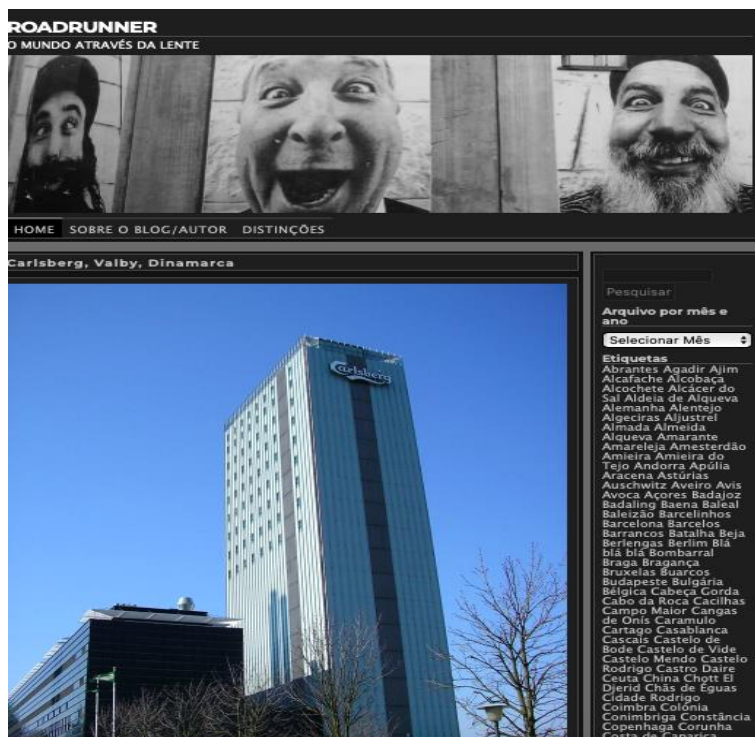 ROADRUNNER
O MUNDO ATRAVÉS DA LENTE
HOME SOBRE O BLOG/AUTOR DISTINÇÕES
Carlsberg, Valby, Dinamarca
Carlsberg
Pesquisar
Arquivo por mês e
ano
Selecionar Mês
Etiquetas
Abrantes Agadir Ajim
Alcafache Alcobaça
Alcochete Alcácer do
Sal Aldeia de Alqueva
Alemanha Alentejo
Algeciras Aljustrel
Almada Almeida
Alqueva Amarante
Amareleja Amesterdão
Amieira Amieira do
Tejo Andorra Apúlia
Aracena Astúrias
Auschwitz Aveiro Avis
Avoca Açores Badajoz
Badaling Baena Baleal
Baleizão Barcelinhos
Barcelona Barcelos
Barrancos Batalha Beja
Berlengas Berlim Blá
blá blá Bombarral
Braga Bragança
Bruxelas Buarcos
Budapeste Bulgária
Bélgica Cabeça Gorda
Cabo da Roca Cacilhas
Campo Maior Cangas
de Onís Caramulo
Cartago Casablanca
Cascais Castelo de
Bode Castelo de Vide
Castelo Mendo Castelo
Rodrigo Castro Daire
Ceuta China Chott El
Djerid Chãs de Éguas
Cidade Rodrigo
Coimbra Colónia
Conimbriga Constância
Copenhaga Corunha
Costa de Caparica